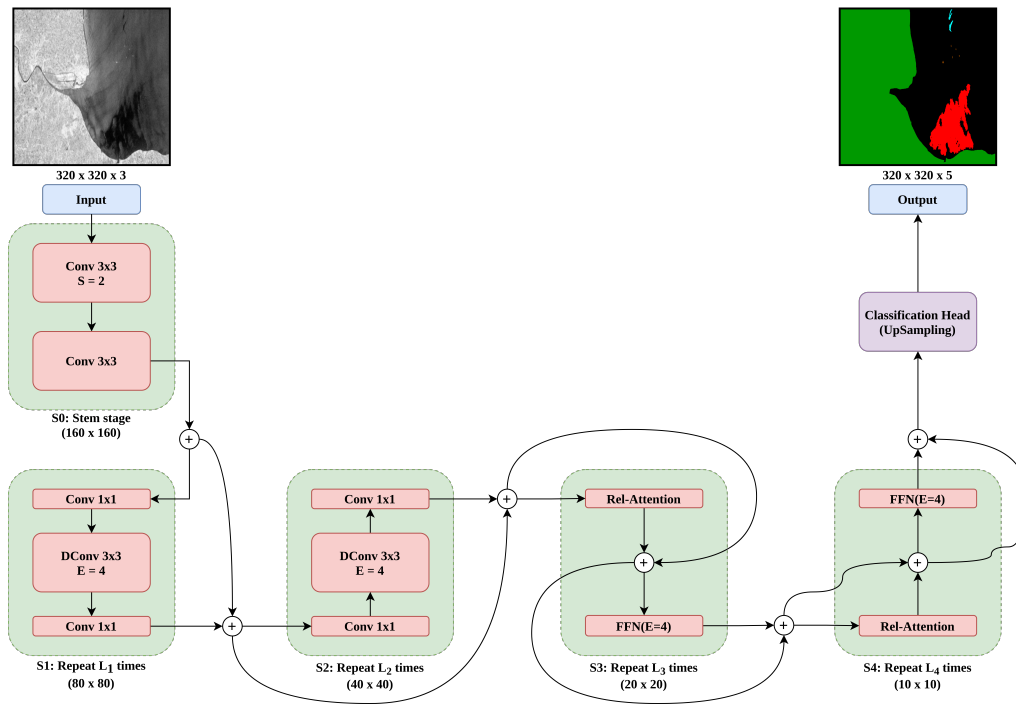 320 x 320 x 3
Input
Conv 3x3
S = 2
Conv 3x3
S0: Stem stage
(160 x 160)
+
Conv 1x1
DConv 3x3
E = 4
Conv 1x1
S1: Repeat L1 times
(80 x 80)
+
Conv 1x1
DConv 3x3
E = 4
Conv 1x1
S2: Repeat L2 times
(40 x 40)
+
Rel-Attention
+
FFN(E=4)
S3: Repeat L3 times
(20 x 20)
+
320 x 320 x 5
Output
Classification Head
(UpSampling)
+
FFN(E=4)
+
Rel-Attention
S4: Repeat L4 times
(10 x 10)